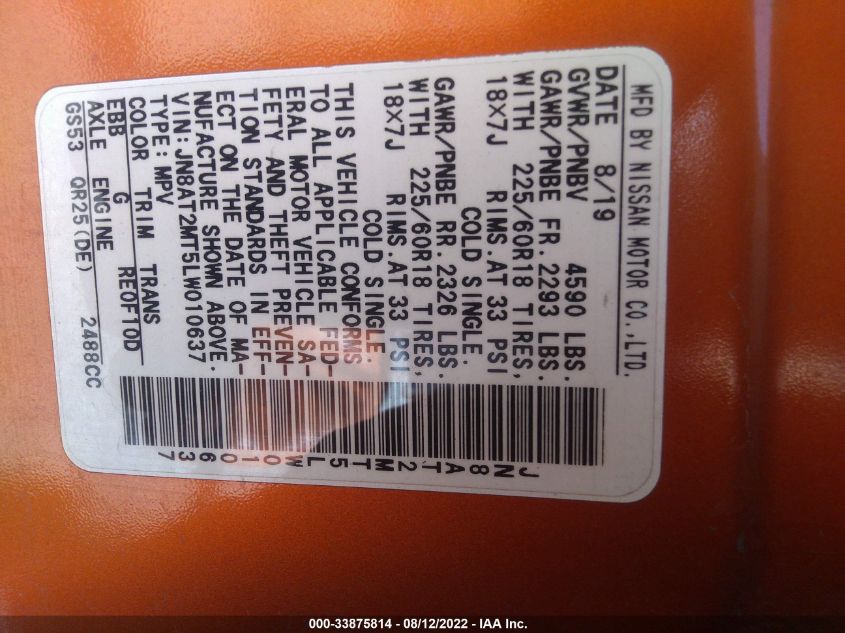 MFD BY NISSAN MOTOR CO.,LTD.
DATE 8/19
GVWR/PNBV 4590 LBS.
GAWR/PNBE FR. 2293 LBS.
WITH 225/60R18 TIRES,
18X7J RIMS.AT 33 PSI
COLD SINGLE.
GAWR/PNBE RR. 2326 LBS.
WITH 225/60R18 TIRES,
18X7J RIMS.AT 33 PSI
COLD SINGLE.
THIS VEHICLE CONFORMS
TO ALL APPLICABLE FED-
ERAL MOTOR VEHICLE SA-
FETY AND THEFT PREVEN-
TION STANDARDS IN EFF-
ECT ON THE DATE OF MA-
NUFACTURE SHOWN ABOVE.
VIN:JN8AT2MT5LW010637
TYPE:MPV
COLOR TRIM TRANS
EBB G REOF10D
AXLE ENGINE
GS53 QR25(DE) 2488CC
JN8AT2MT5LW010637
000-33875814 - 08/12/2022 - IAA Inc.